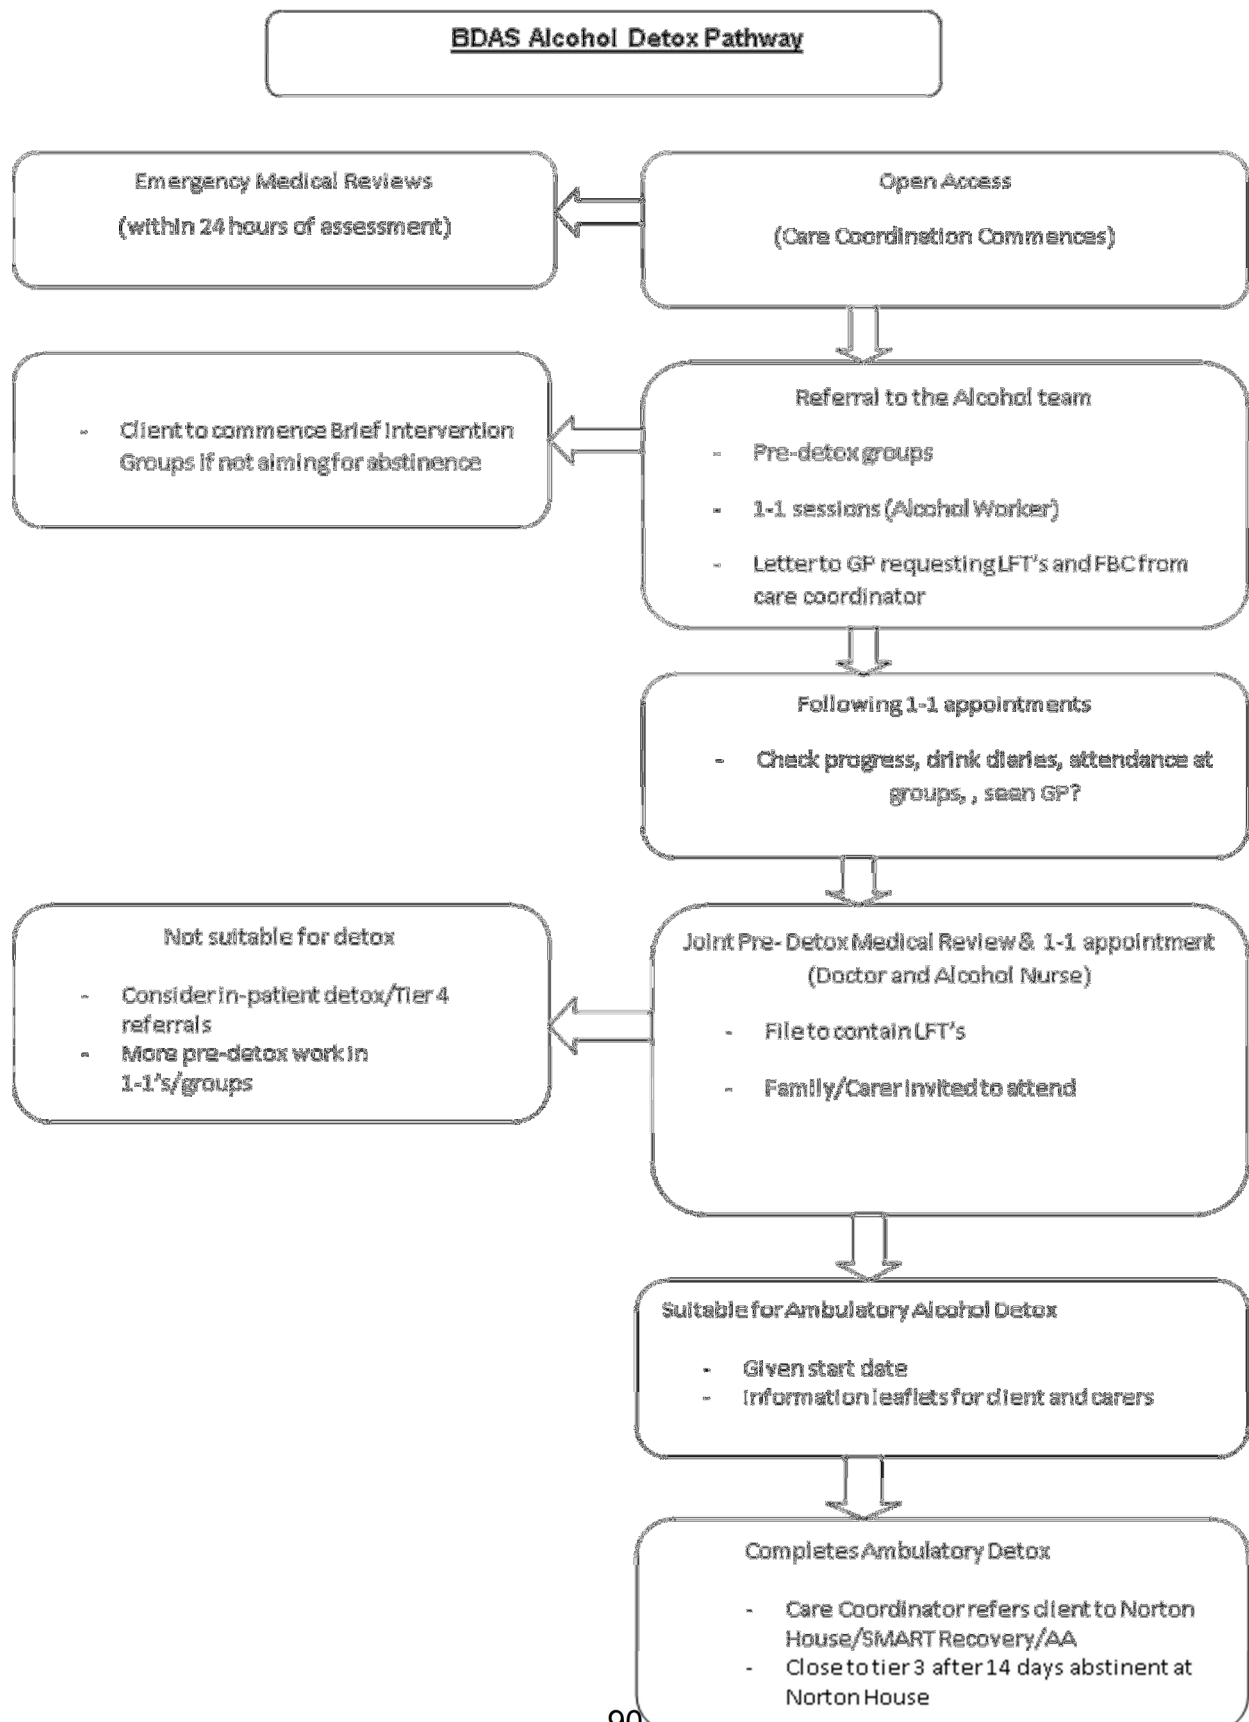 BDAS Alcohol Detox Pathway
Emergency Medical Reviews
(within 24 hours of assessment)
Open Access
(Care Coordination Commences)
- Client to commence Brief Intervention
Groups if not aiming for abstinence
Referral to the Alcohol team
- Pre-detox groups
- 1-1 sessions (Alcohol Worker)
- Letter to GP requesting LFT's and FBC from
care coordinator
Following 1-1 appointments
- Check progress, drink diaries, attendance at
groups, , seen GP?
Not suitable for detox
- Consider in-patient detox/Tier 4
referrals
- More pre-detox work in
1-1's/groups
Joint Pre- Detox Medical Review & 1-1 appointment
(Doctor and Alcohol Nurse)
- File to contain LFT's
- Family/Carer invited to attend
Suitable for Ambulatory Alcohol Detox
- Given start date
- Information leaflets for client and carers
Completes Ambulatory Detox
- Care Coordinator refers client to Norton
House/SMART Recovery/AA
- Close to tier 3 after 14 days abstinent at
Norton House
90